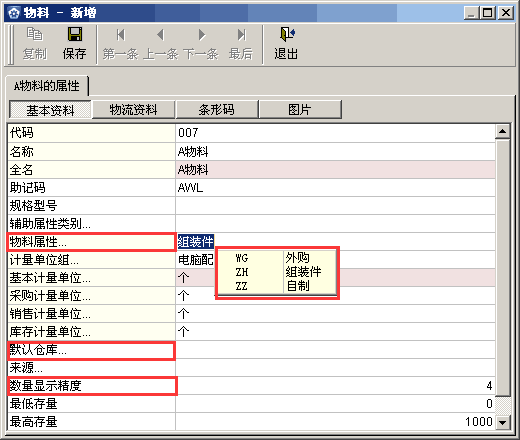 物料 - 新增
复制 保存 第一条 上一条 下一条 最后 退出
A物料的属性
基本资料 物流资料 条形码 图片
代码 007
名称 A物料
全名 A物料
助记码 AWL
规格型号
辅助属性类别...
物料属性... 组装件
计量单位组... 电脑配
WG 外购
ZH 组装件
ZZ 自制
基本计量单位... 个
采购计量单位... 个
销售计量单位... 个
库存计量单位... 个
默认仓库...
来源...
数量显示精度 4
最低存量 0
最高存量 1000